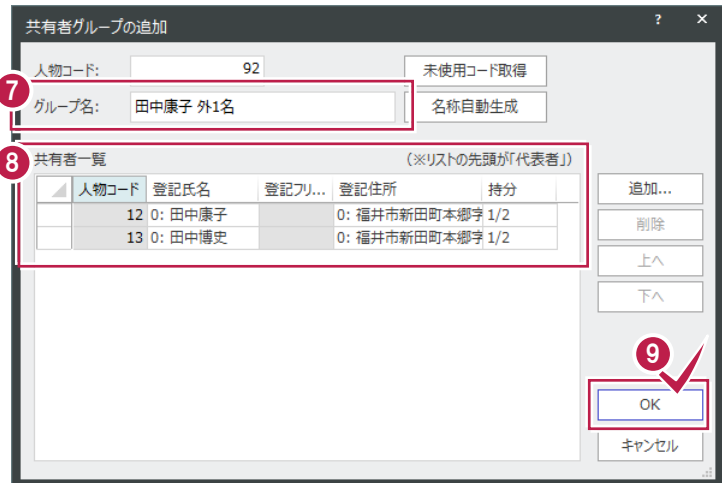 共有者グループの追加 ? ×
人物コード: 92 未使用コード取得
7
グループ名: 田中康子 外1名 名称自動生成
8
共有者一覧 (※リストの先頭が「代表者」)
人物コード 登記氏名 登記フリ... 登記住所 持分 追加...
12 0: 田中康子 0: 福井市新田町本郷字 1/2
削除
13 0: 田中博史 0: 福井市新田町本郷字 1/2
上へ
下へ
9
OK
キャンセル